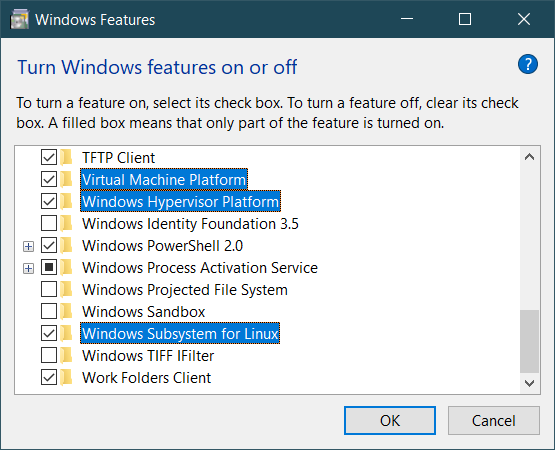 Windows Features
Turn Windows features on or off
?
To turn a feature on, select its check box. To turn a feature off, clear its check
box. A filled box means that only part of the feature is turned on.
TFTP Client
Virtual Machine Platform
Windows Hypervisor Platform
Windows Identity Foundation 3.5
Windows PowerShell 2.0
Windows Process Activation Service
Windows Projected File System
Windows Sandbox
Windows Subsystem for Linux
Windows TIFF IFilter
Work Folders Client
OK Cancel